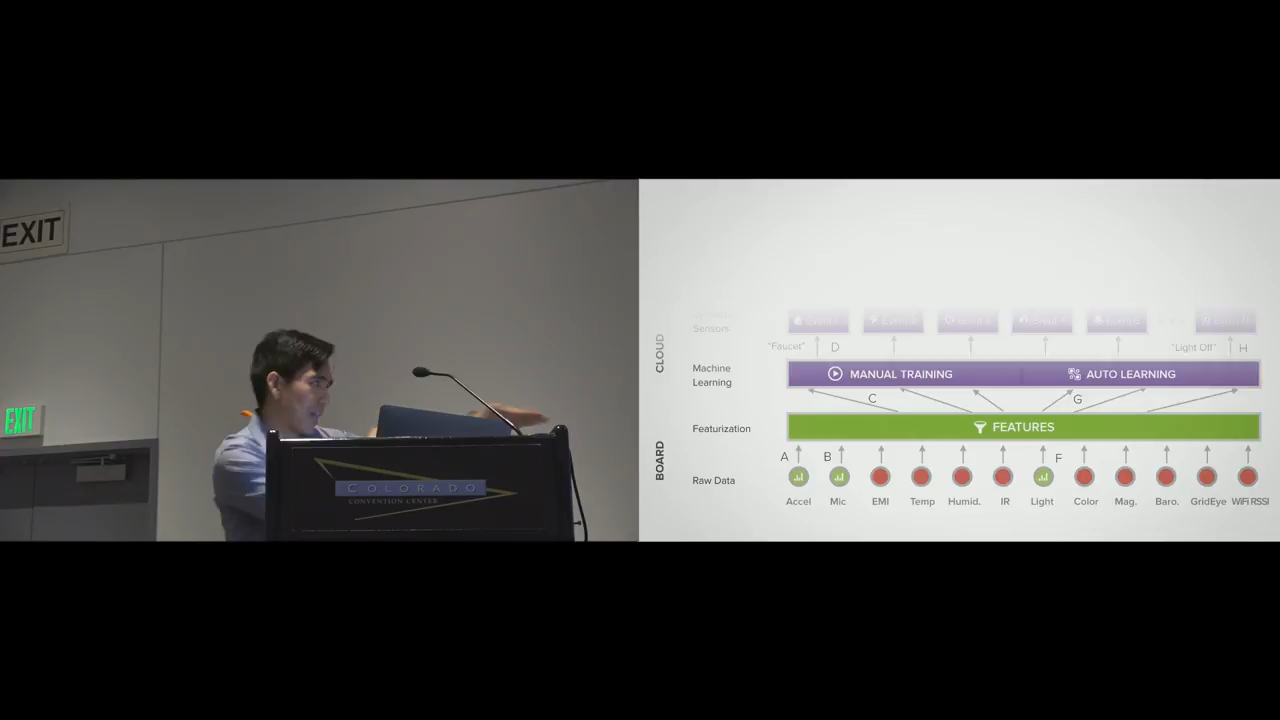 EXIT
EXIT
COLORADO
CONVENTION CENTER
CLOUD
BOARD
Sensors
"Faucet"
D
"Light Off"
H
Machine
Learning
MANUAL TRAINING
AUTO LEARNING
C
G
Featurization
FEATURES
A
B
F
Raw Data
Accel
Mic
EMI
Temp
Humid.
IR
Light
Color
Mag.
Baro.
GridEye
WiFi RSSI